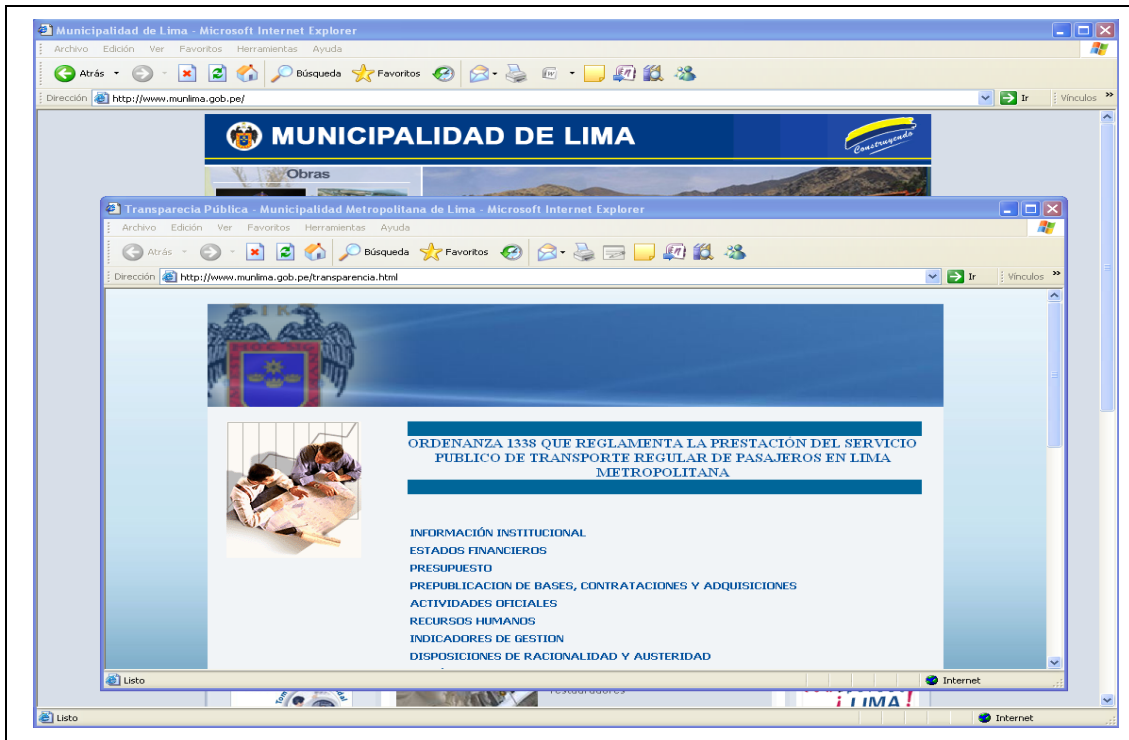 Municipalidad de Lima - Microsoft Internet Explorer
Archivo Edición Ver Favoritos Herramientas Ayuda
Atrás Búsqueda Favoritos
Dirección http://www.munlima.gob.pe/ Ir Vínculos »
MUNICIPALIDAD DE LIMA
Construyendo
Obras
Transparecia Pública - Municipalidad Metropolitana de Lima - Microsoft Internet Explorer
Archivo Edición Ver Favoritos Herramientas Ayuda
Atrás Búsqueda Favoritos
Dirección http://www.munlima.gob.pe/transparencia.html Ir Vínculos »
ORDENANZA 1338 QUE REGLAMENTA LA PRESTACIÓN DEL SERVICIO
PUBLICO DE TRANSPORTE REGULAR DE PASAJEROS EN LIMA
METROPOLITANA
INFORMACIÓN INSTITUCIONAL
ESTADOS FINANCIEROS
PRESUPUESTO
PREPUBLICACION DE BASES, CONTRATACIONES Y ADQUISICIONES
ACTIVIDADES OFICIALES
RECURSOS HUMANOS
INDICADORES DE GESTION
DISPOSICIONES DE RACIONALIDAD Y AUSTERIDAD
Listo Internet
restauradores
¡LIMA!
Listo Internet